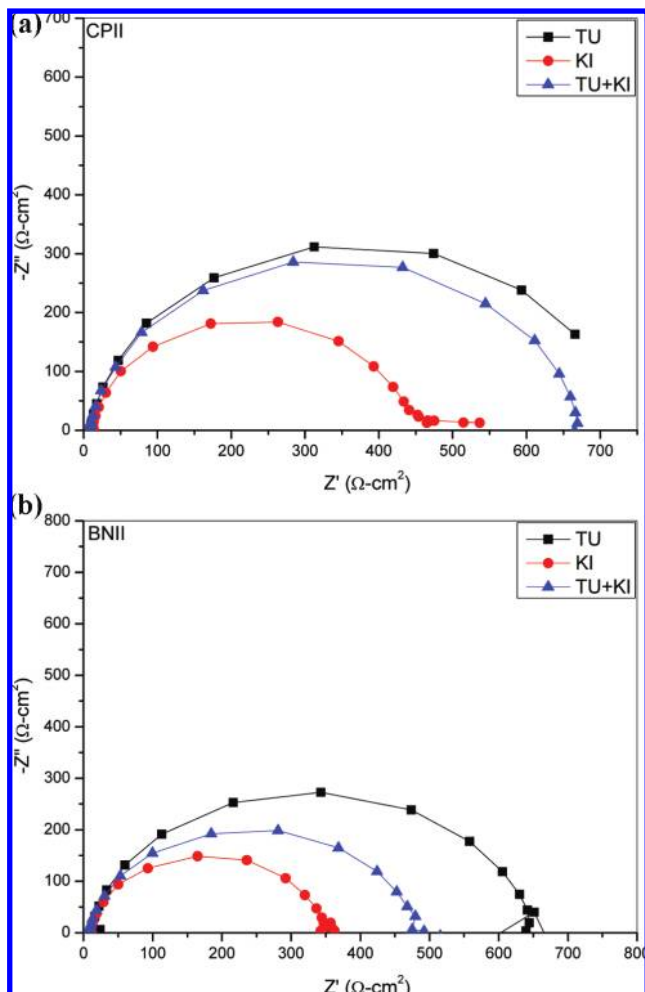 (a)
CPII
TU
KI
TU+KI
700
600
500
400
300
200
100
0
-Z'' (Ω-cm²)
0 100 200 300 400 500 600 700
Z' (Ω-cm²)
(b)
BNII
TU
KI
TU+KI
800
700
600
500
400
300
200
100
0
-Z'' (Ω-cm²)
0 100 200 300 400 500 600 700 800
Z' (Ω-cm²)